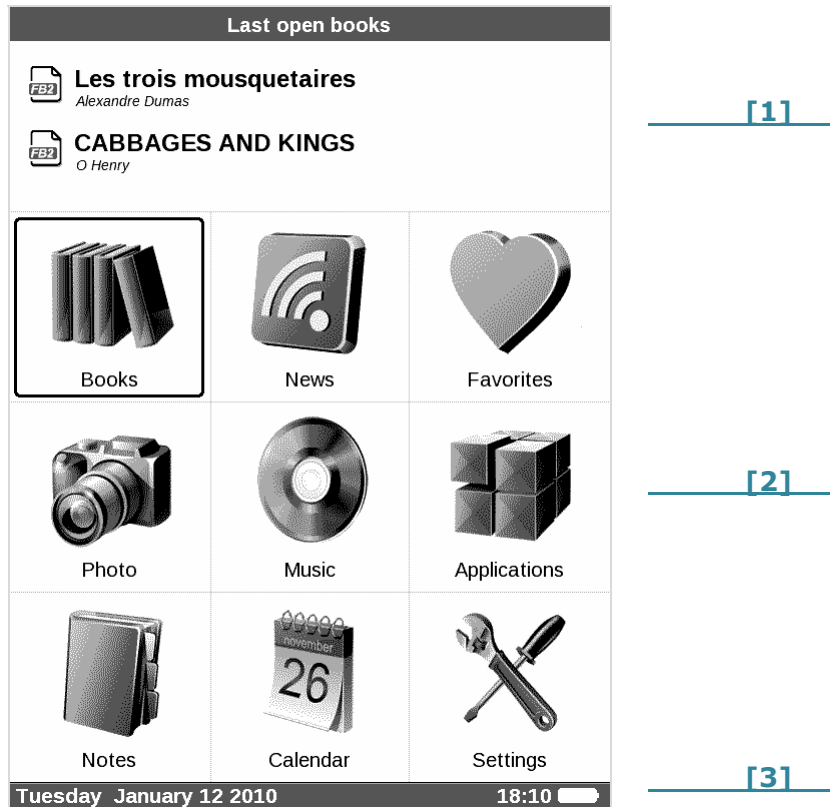 Last open books
FB2 Les trois mousquetaires
Alexandre Dumas
[1]
FB2 CABBAGES AND KINGS
O Henry
Books News Favorites
[2]
Photo Music Applications
november
26
Notes Calendar Settings
[3]
Tuesday January 12 2010 18:10